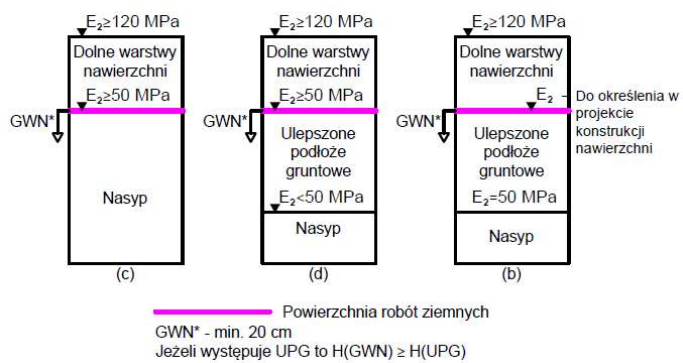 E₂≥120 MPa
Dolne warstwy
nawierzchni
E₂≥50 MPa
GWN*
Nasyp
(c)
E₂≥120 MPa
Dolne warstwy
nawierzchni
E₂≥50 MPa
GWN*
Ulepszone
podłoże
gruntowe
E₂<50 MPa
Nasyp
(d)
E₂≥120 MPa
Dolne warstwy
nawierzchni
E₂ - Do określenia w
projekcie
konstrukcji
nawierzchni
GWN*
Ulepszone
podłoże
gruntowe
E₂=50 MPa
Nasyp
(b)
Powierzchnia robót ziemnych
GWN* - min. 20 cm
Jeżeli występuje UPG to H(GWN) ≥ H(UPG)